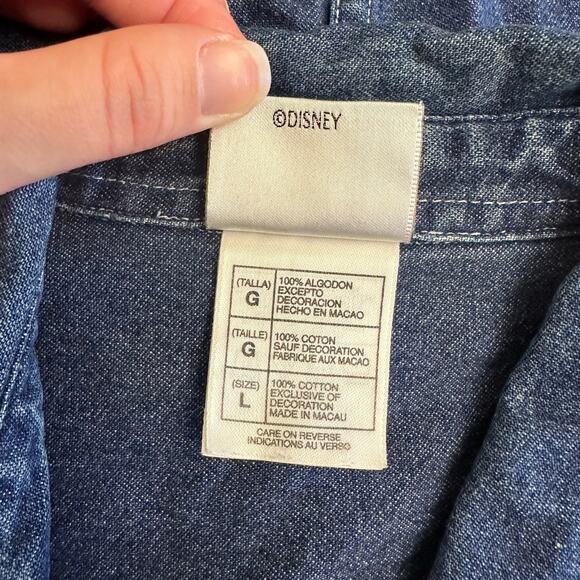 ©DISNEY
(TALLA) G
100% ALGODON
EXCEPTO
DECORACION
HECHO EN MACAO
(TAILLE) G
100% COTON
SAUF DECORATION
FABRIQUE AUX MACAO
(SIZE) L
100% COTTON
EXCLUSIVE OF
DECORATION
MADE IN MACAU
CARE ON REVERSE
INDICATIONS AU VERSO